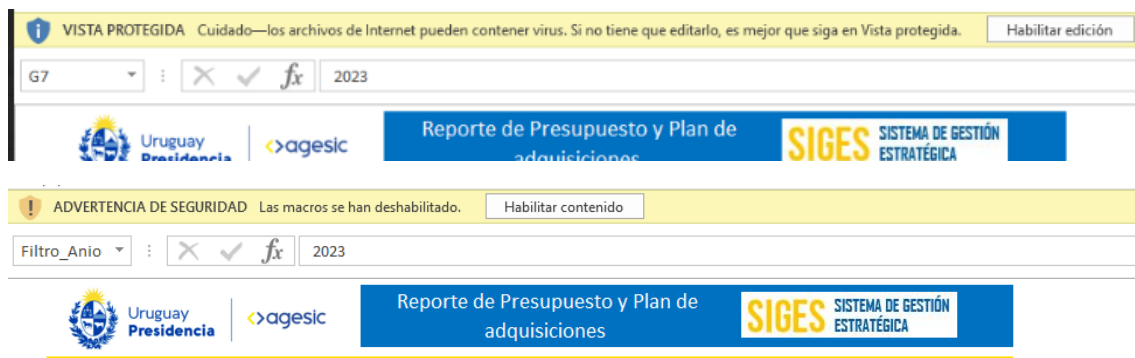 VISTA PROTEGIDA Cuidado—los archivos de Internet pueden contener virus. Si no tiene que editarlo, es mejor que siga en Vista protegida. Habilitar edición
G7 fx 2023
Uruguay
Presidencia
agesic
Reporte de Presupuesto y Plan de
adquisiciones
SIGES SISTEMA DE GESTIÓN
ESTRATÉGICA
ADVERTENCIA DE SEGURIDAD Las macros se han deshabilitado. Habilitar contenido
Filtro_Anio fx 2023
Uruguay
Presidencia
agesic
Reporte de Presupuesto y Plan de
adquisiciones
SIGES SISTEMA DE GESTIÓN
ESTRATÉGICA